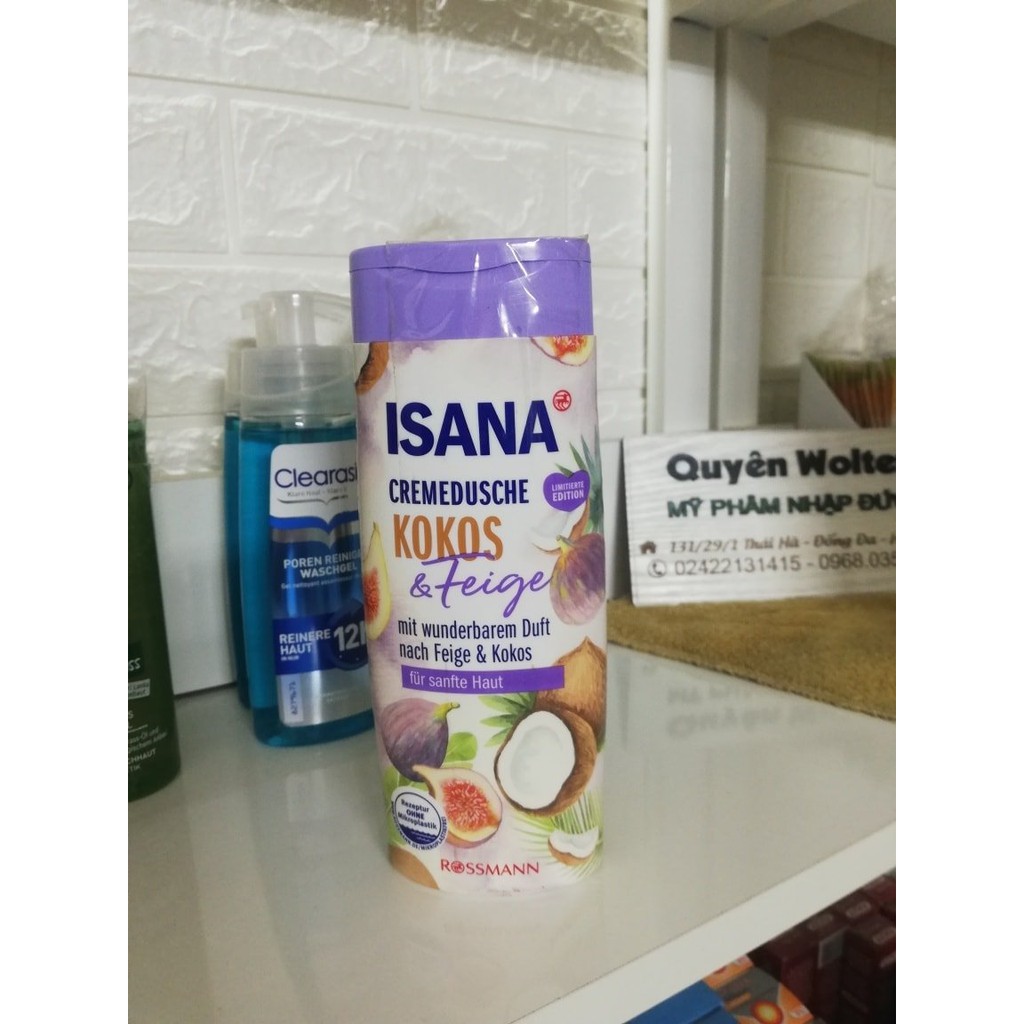 ISANA
CREMEDUSCHE
LIMITIERTE
EDITION
KOKOS
& Feige
mit wunderbarem Duft
nach Feige & Kokos
für sanfte Haut
Rezeptur
OHNE
Mikroplastik
ROSSMANN
Clearasi
POREN REINIG
WASCHGEL
REINERE
HAUT
12
Quyên Wolte
MỸ PHẨM NHẬP ĐỨ
131/29/1 Thái Hà - Đống Đa -
02422131415 - 0968.035